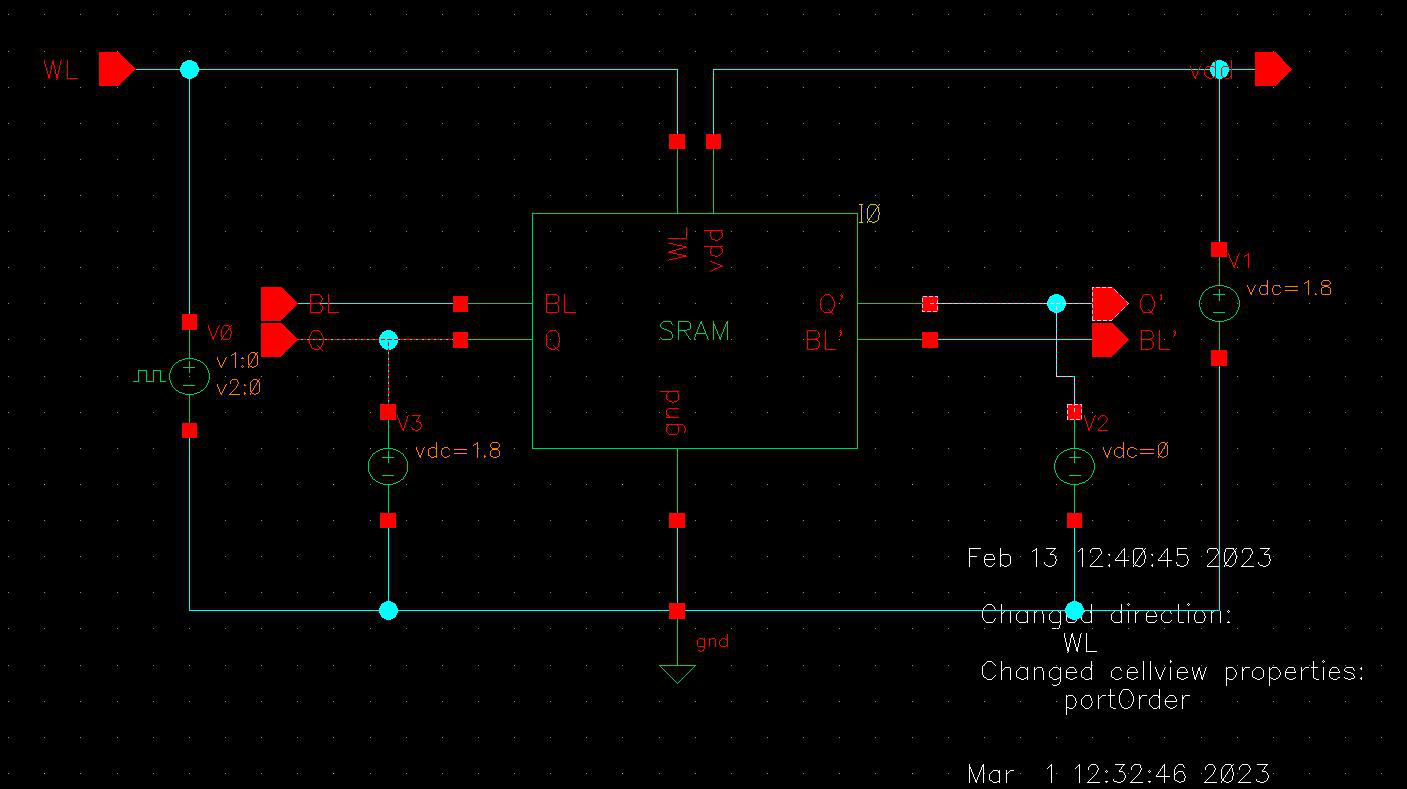 WL
vdd
I0
WL
vdd
V1
vdc=1.8
BL
BL
Q'
Q'
V0
Q
Q
SRAM
BL'
BL'
v1:0
v2:0
gnd
V3
vdc=1.8
V2
vdc=0
Feb 13 12:40:45 2023
Changed direction:
gnd
WL
Changed cellview properties:
portOrder
Mar 1 12:32:46 2023